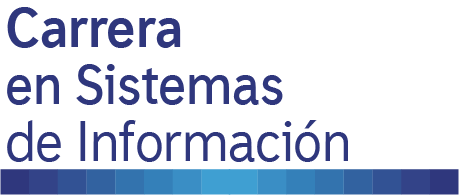 Carrera
en Sistemas
de Información